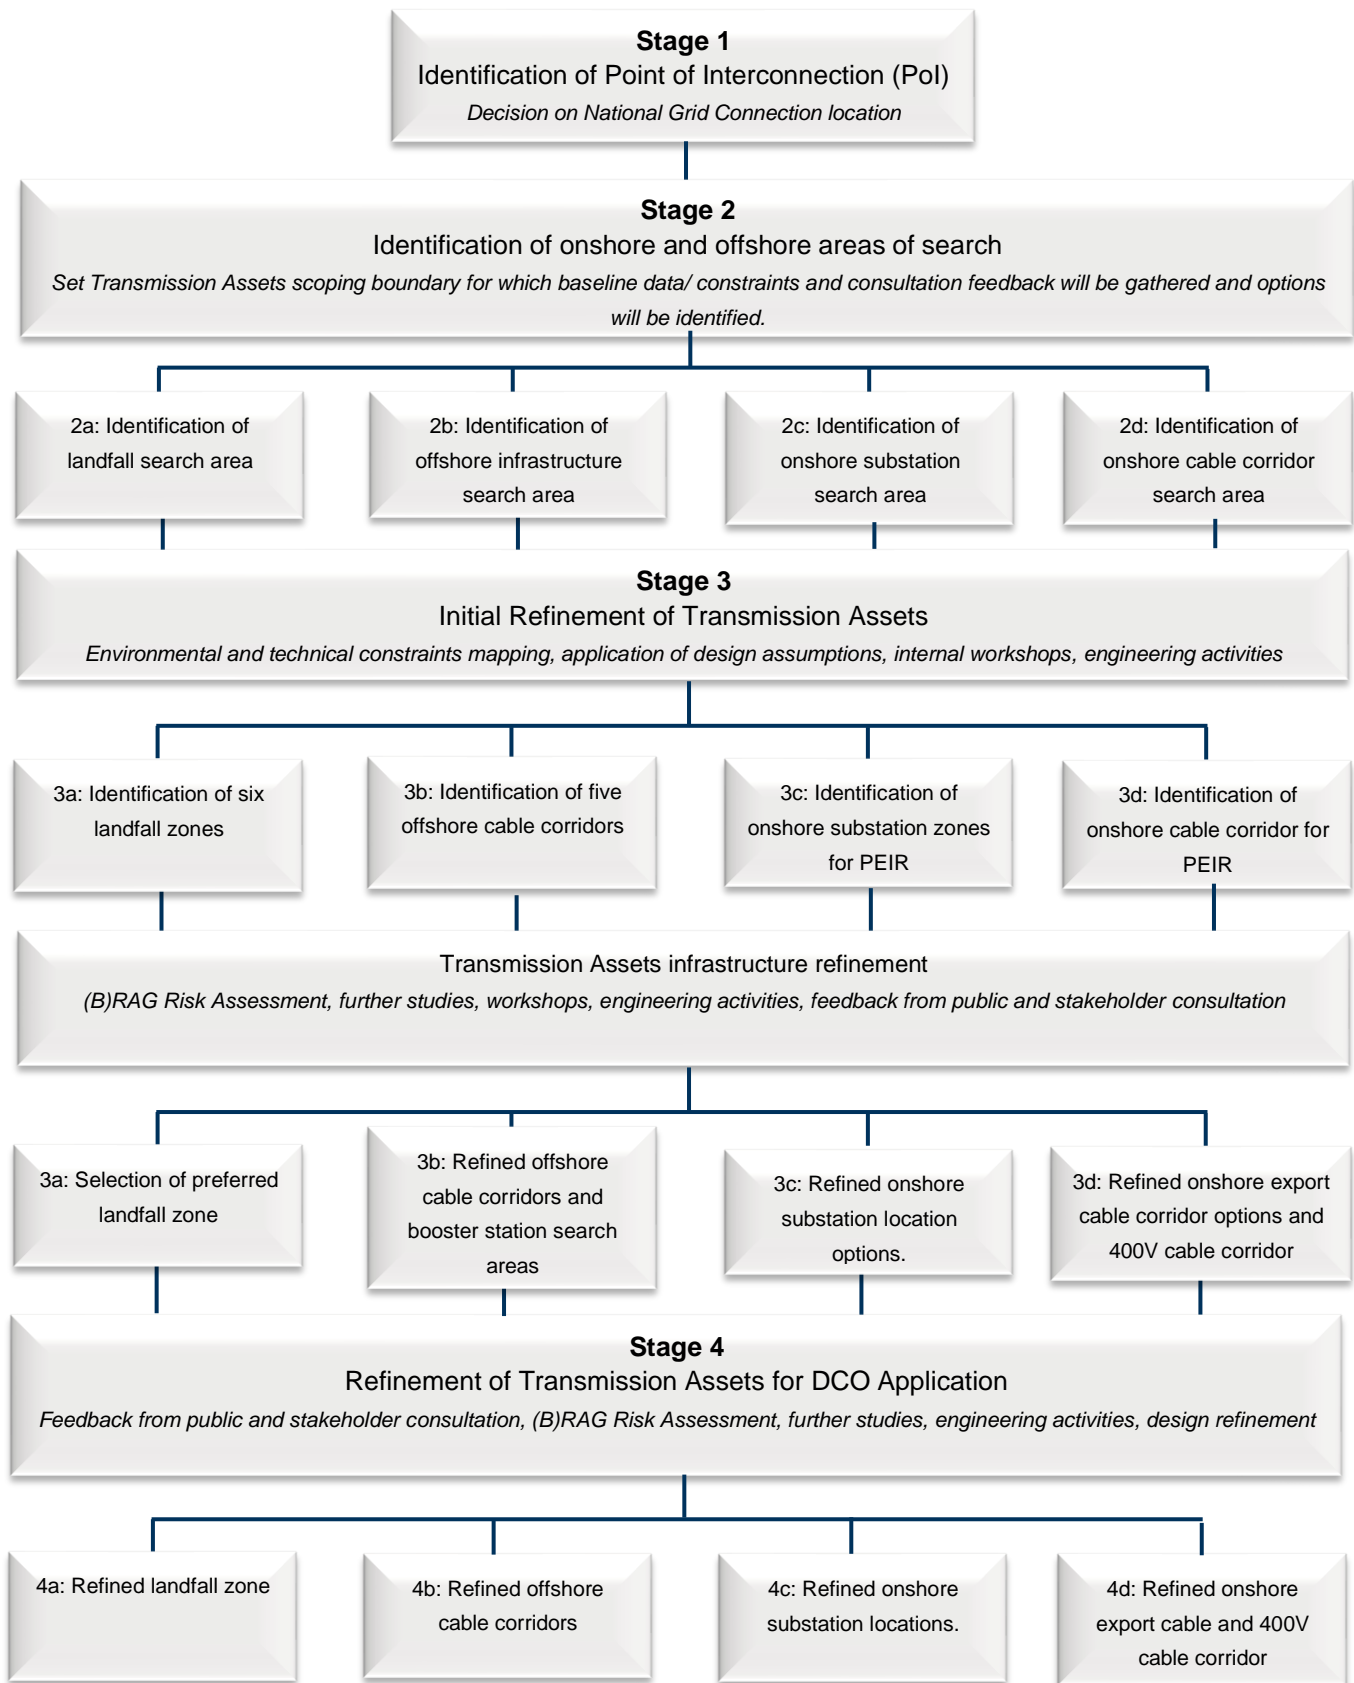 Stage 1
Identification of Point of Interconnection (PoI)
Decision on National Grid Connection location
Stage 2
Identification of onshore and offshore areas of search
Set Transmission Assets scoping boundary for which baseline data/ constraints and consultation feedback will be gathered and options
will be identified.
2a: Identification of
landfall search area
2b: Identification of
offshore infrastructure
search area
2c: Identification of
onshore substation
search area
2d: Identification of
onshore cable corridor
search area
Stage 3
Initial Refinement of Transmission Assets
Environmental and technical constraints mapping, application of design assumptions, internal workshops, engineering activities
3a: Identification of six
landfall zones
3b: Identification of five
offshore cable corridors
3c: Identification of
onshore substation zones
for PEIR
3d: Identification of
onshore cable corridor for
PEIR
Transmission Assets infrastructure refinement
(B)RAG Risk Assessment, further studies, workshops, engineering activities, feedback from public and stakeholder consultation
3a: Selection of preferred
landfall zone
3b: Refined offshore
cable corridors and
booster station search
areas
3c: Refined onshore
substation location
options.
3d: Refined onshore export
cable corridor options and
400V cable corridor
Stage 4
Refinement of Transmission Assets for DCO Application
Feedback from public and stakeholder consultation, (B)RAG Risk Assessment, further studies, engineering activities, design refinement
4a: Refined landfall zone
4b: Refined offshore
cable corridors
4c: Refined onshore
substation locations.
4d: Refined onshore
export cable and 400V
cable corridor